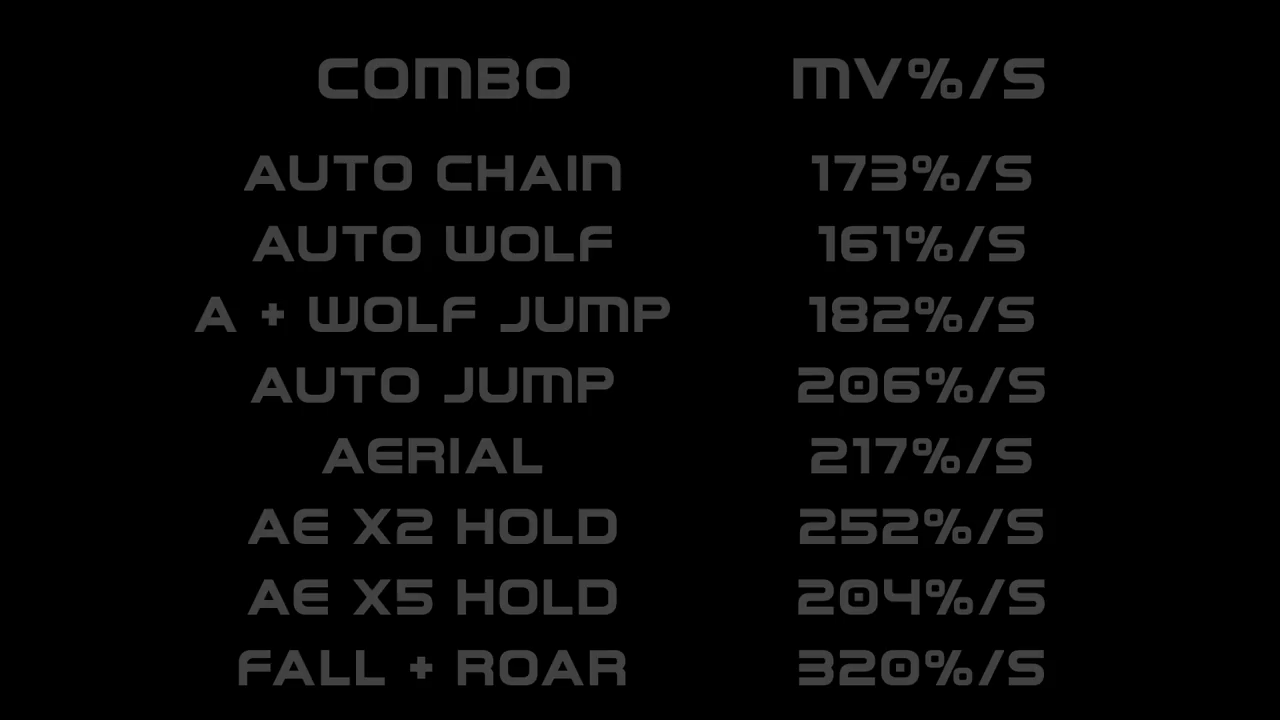 COMBO MV%/S
AUTO CHAIN 173%/S
AUTO WOLF 161%/S
A + WOLF JUMP 182%/S
AUTO JUMP 206%/S
AERIAL 217%/S
AE X2 HOLD 252%/S
AE X5 HOLD 204%/S
FALL + ROAR 320%/S